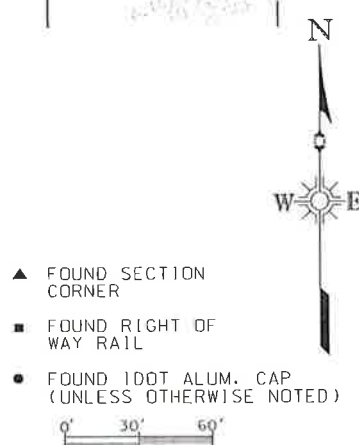 N
W E
▲ FOUND SECTION
CORNER
■ FOUND RIGHT OF
WAY RAIL
● FOUND IDOT ALUM. CAP
(UNLESS OTHERWISE NOTED)
0' 30' 60'